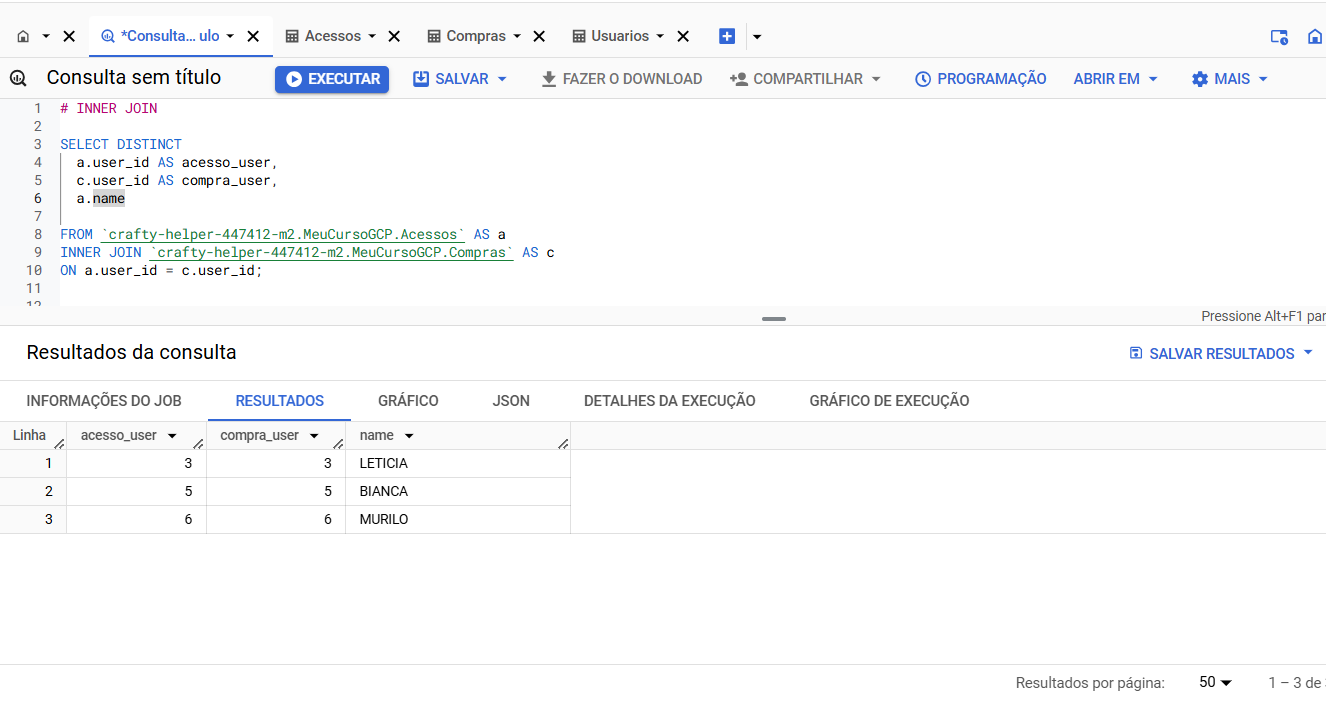 *Consulta... ulo Acessos Compras Usuarios
Consulta sem título EXECUTAR SALVAR FAZER O DOWNLOAD COMPARTILHAR PROGRAMAÇÃO ABRIR EM MAIS
1 # INNER JOIN
2
3 SELECT DISTINCT
4 a.user_id AS acesso_user,
5 c.user_id AS compra_user,
6 a.name
7
8 FROM `crafty-helper-447412-m2.MeuCursoGCP.Acessos` AS a
9 INNER JOIN `crafty-helper-447412-m2.MeuCursoGCP.Compras` AS c
10 ON a.user_id = c.user_id;
11
12
Pressione Alt+F1 par
Resultados da consulta SALVAR RESULTADOS
INFORMAÇÕES DO JOB RESULTADOS GRÁFICO JSON DETALHES DA EXECUÇÃO GRÁFICO DE EXECUÇÃO
Linha acesso_user compra_user name
1 3 3 LETICIA
2 5 5 BIANCA
3 6 6 MURILO
Resultados por página: 50 1 – 3 de